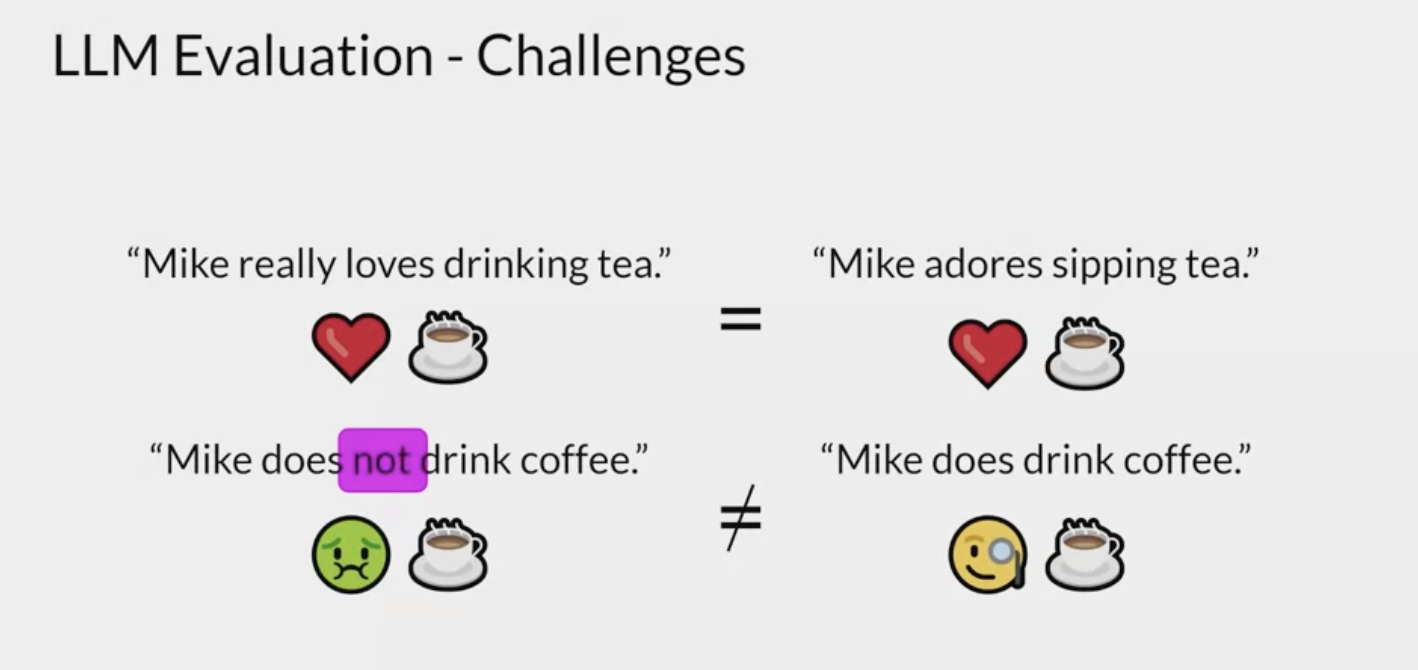 LLM Evaluation - Challenges
“Mike really loves drinking tea.”
=
“Mike adores sipping tea.”
“Mike does not drink coffee.”
≠
“Mike does drink coffee.”